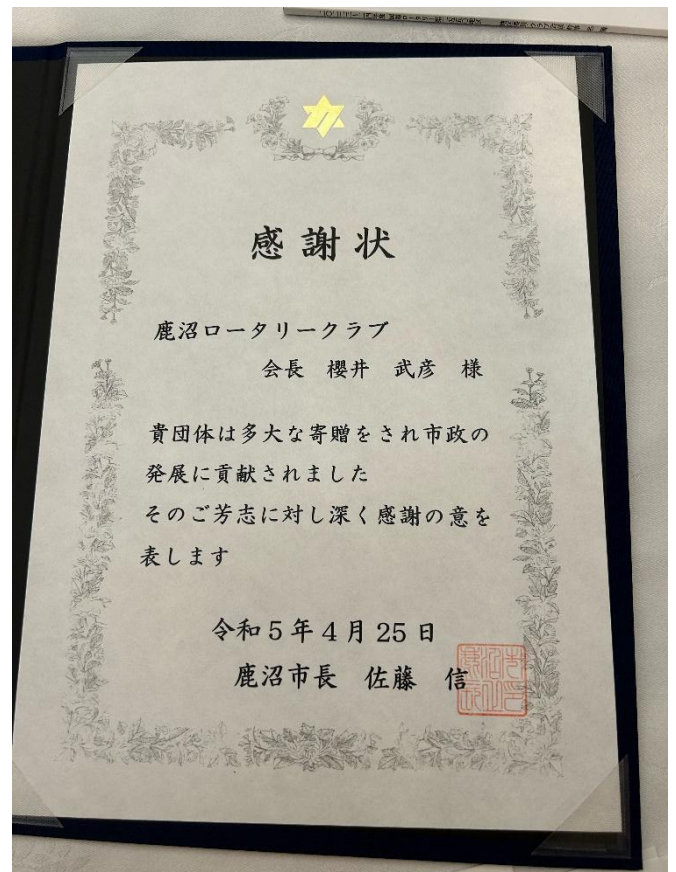 感謝状
鹿沼ロータリークラブ
会長 櫻井 武彦 様
貴団体は多大な寄贈をされ市政の
発展に貢献されました
そのご芳志に対し深く感謝の意を
表します
令和5年4月25日
鹿沼市長 佐藤 信